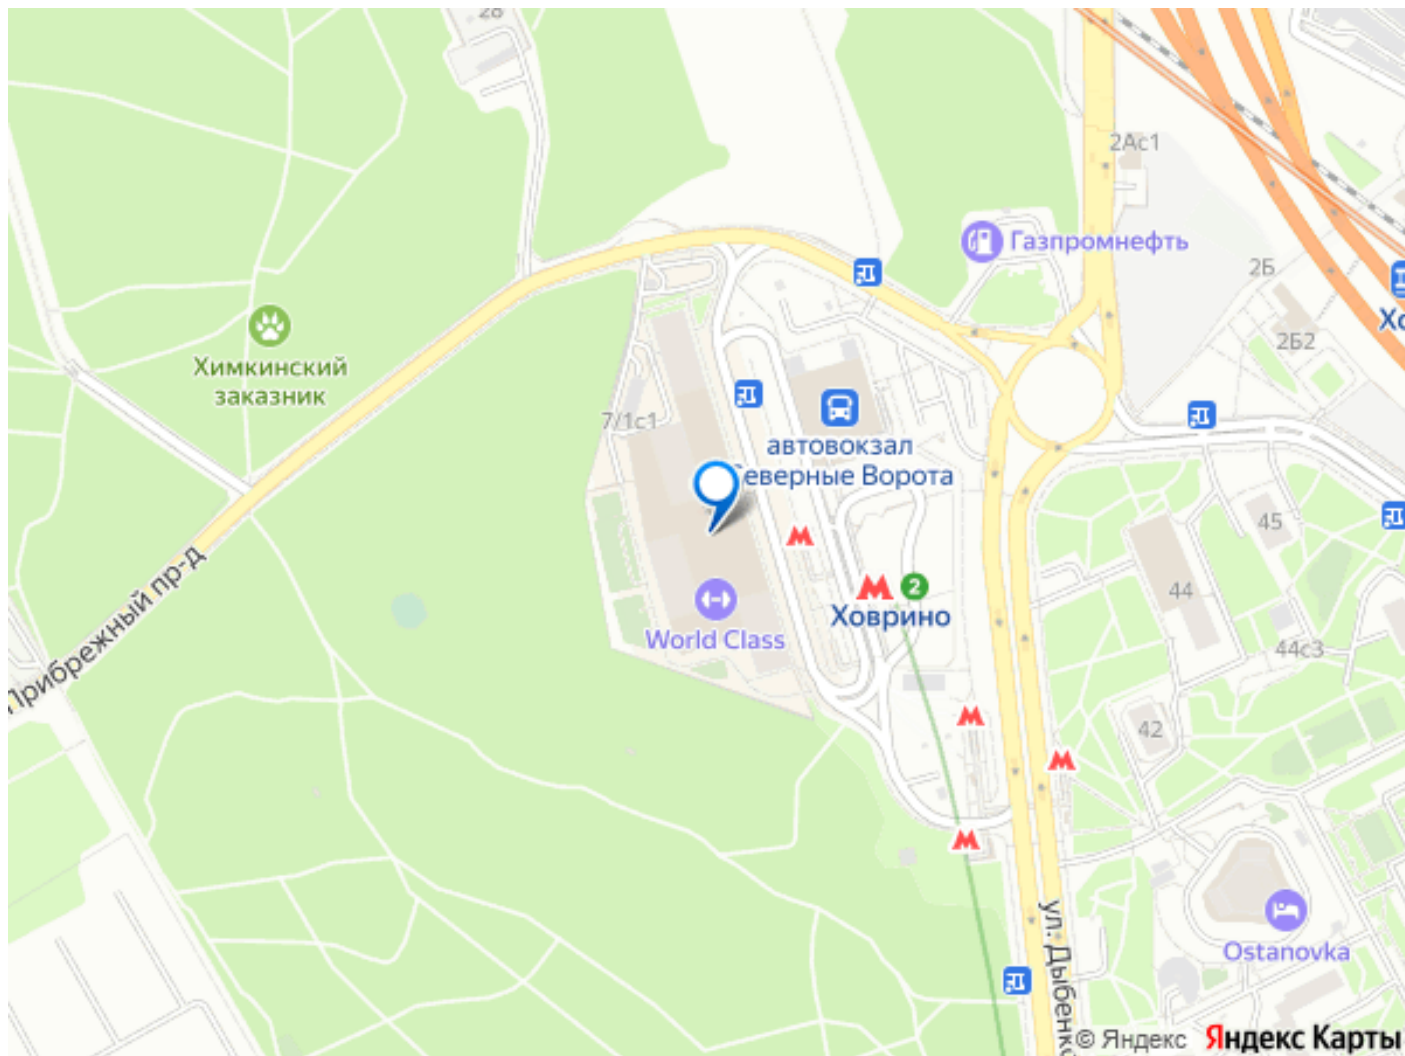 28
2Ас1
Газпромнефть
2Б
Химкинский
заказник
2Б2
7/1с1
автовокзал
Северные Ворота
45
Прибрежный пр-д
44
2
Ховрино
World Class
44с3
42
ул. Дыбенко
Ostanovka
© Яндекс
Яндекс Карты